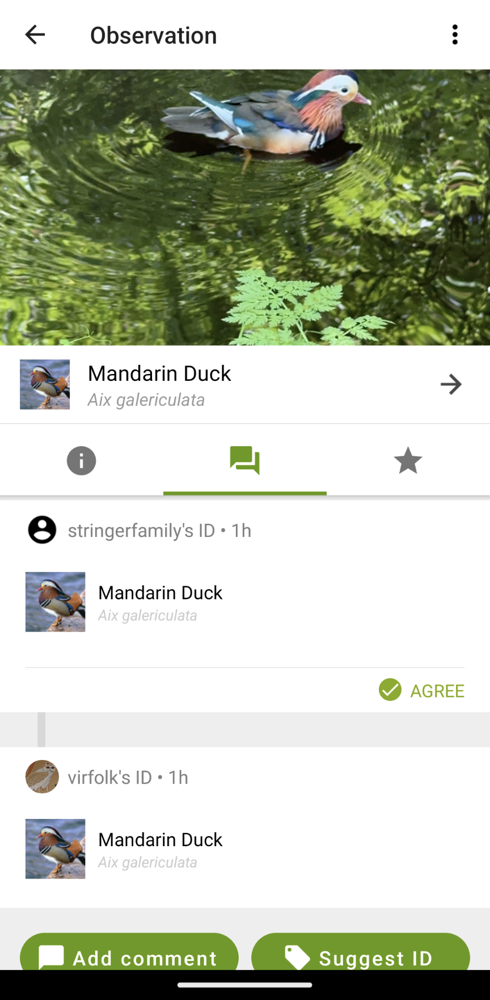 Observation
Mandarin Duck
Aix galericulata
stringerfamily's ID • 1h
Mandarin Duck
Aix galericulata
AGREE
virfolk's ID • 1h
Mandarin Duck
Aix galericulata
Add comment
Suggest ID